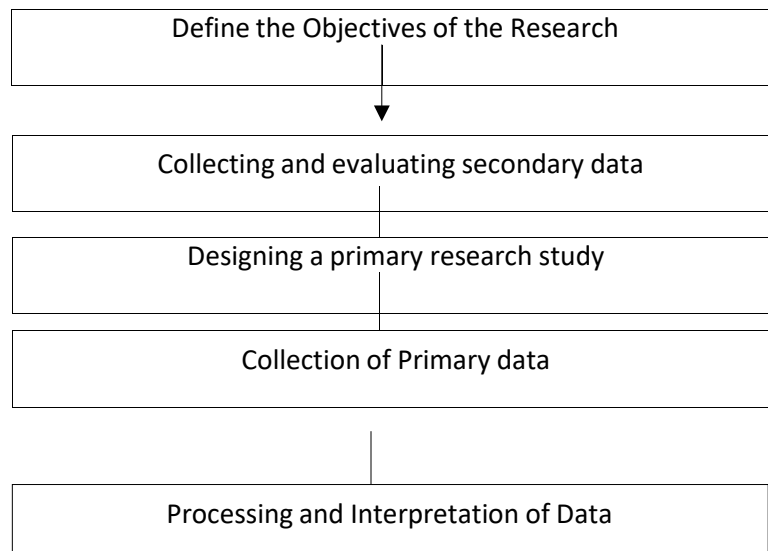 Define the Objectives of the Research
Collecting and evaluating secondary data
Designing a primary research study
Collection of Primary data
Processing and Interpretation of Data